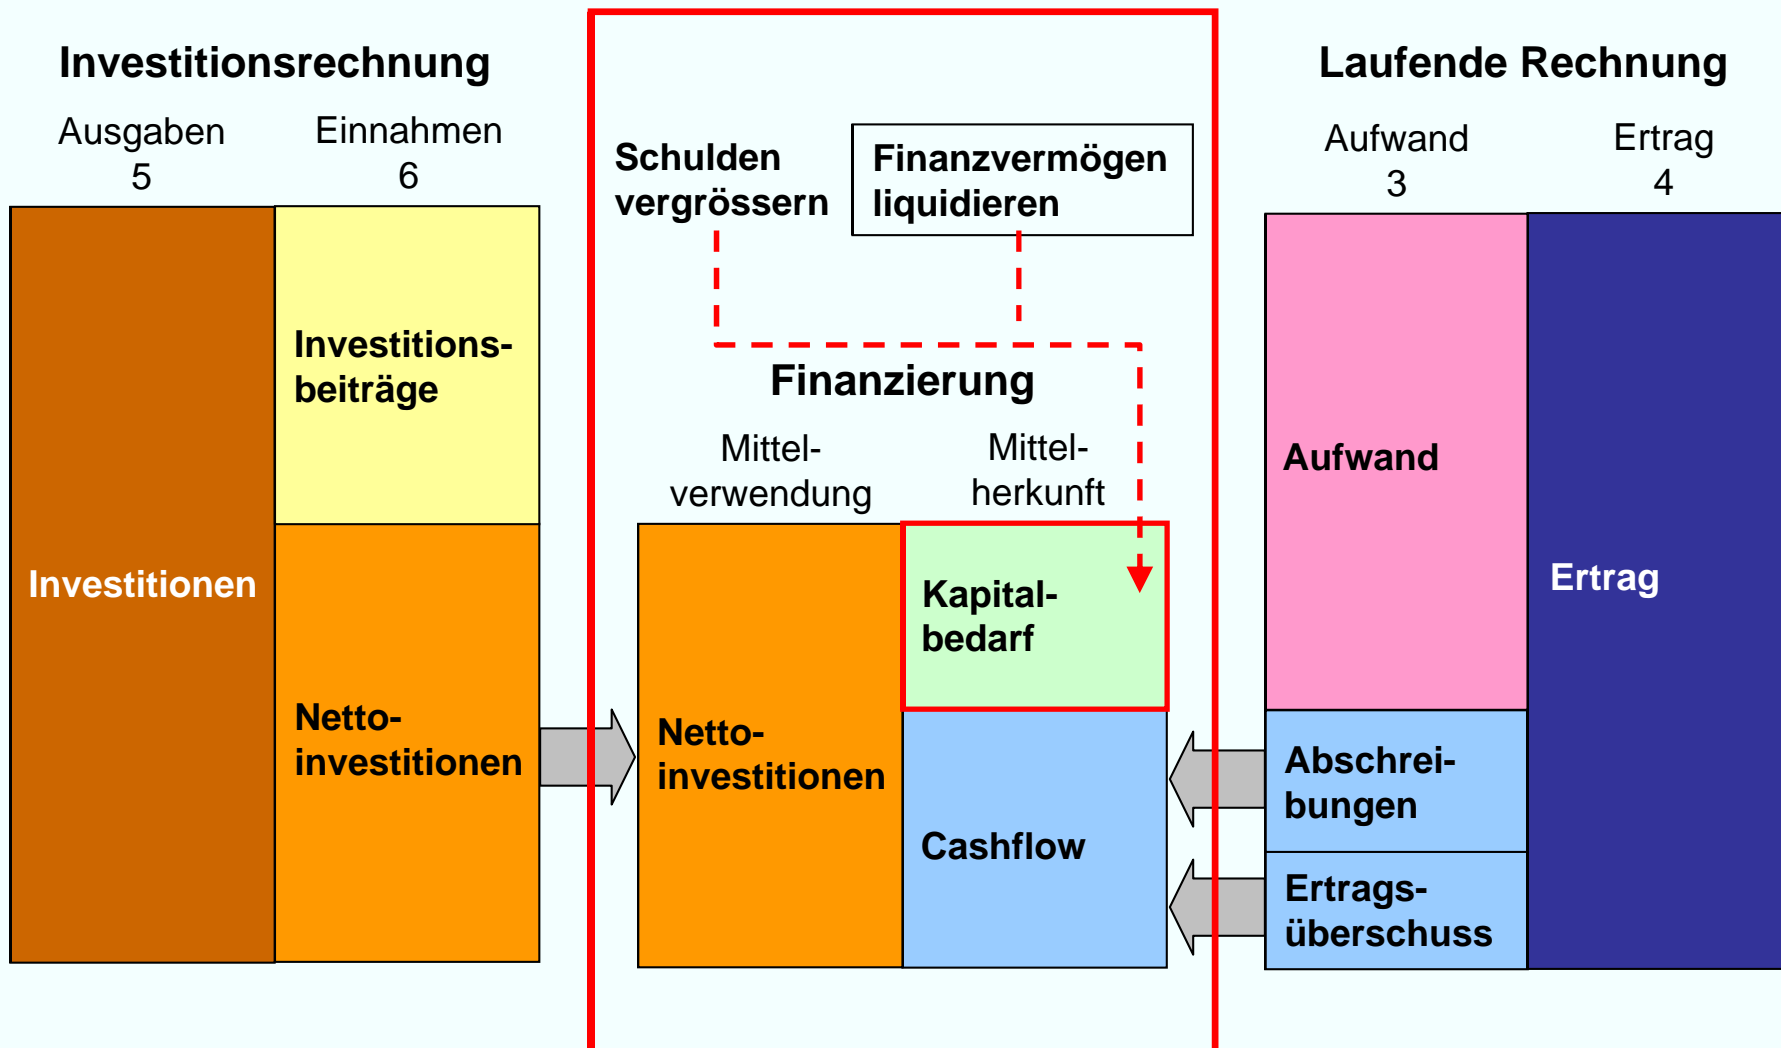 Investitionsrechnung
Ausgaben
5
Einnahmen
6
Investitionen
Investitions-
beiträge
Netto-
investitionen
Schulden
vergrössern
Finanzvermögen
liquidieren
Finanzierung
Mittel-
verwendung
Mittel-
herkunft
Netto-
investitionen
Kapital-
bedarf
Cashflow
Laufende Rechnung
Aufwand
3
Ertrag
4
Aufwand
Abschrei-
bungen
Ertrags-
überschuss
Ertrag